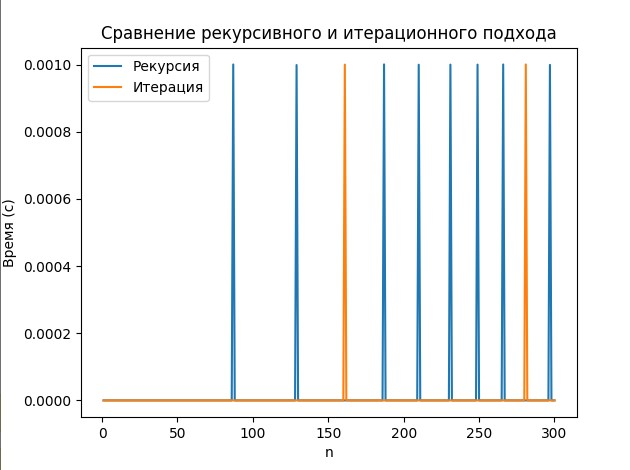 Сравнение рекурсивного и итерационного подхода
Рекурсия
Итерация
Время (с)
0.0010
0.0008
0.0006
0.0004
0.0002
0.0000
0 50 100 150 200 250 300
n